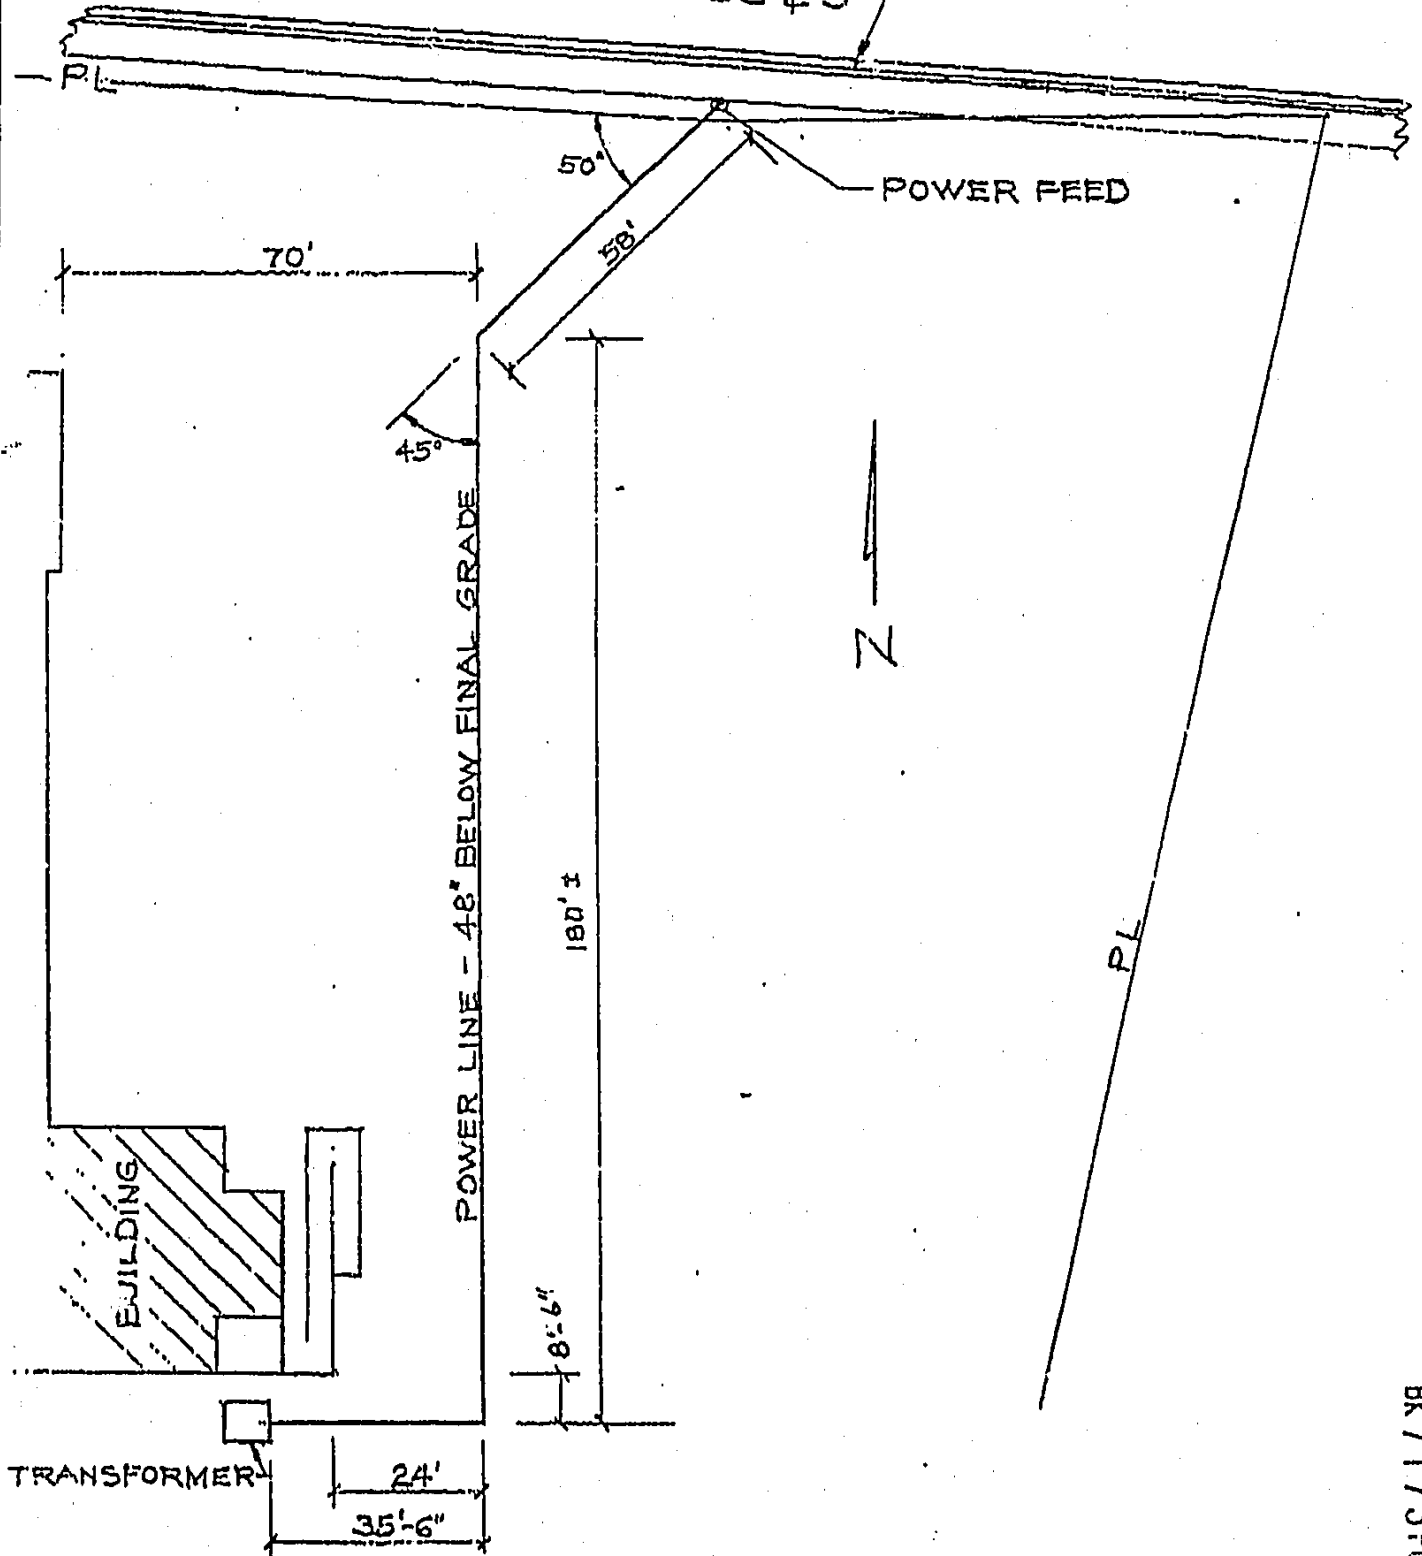 PL
50°
POWER FEED
58'
70'
45°
POWER LINE - 48" BELOW FINAL GRADE
N
180' ±
PL
BUILDING
8'-6"
TRANSFORMER
24'
35'-6"